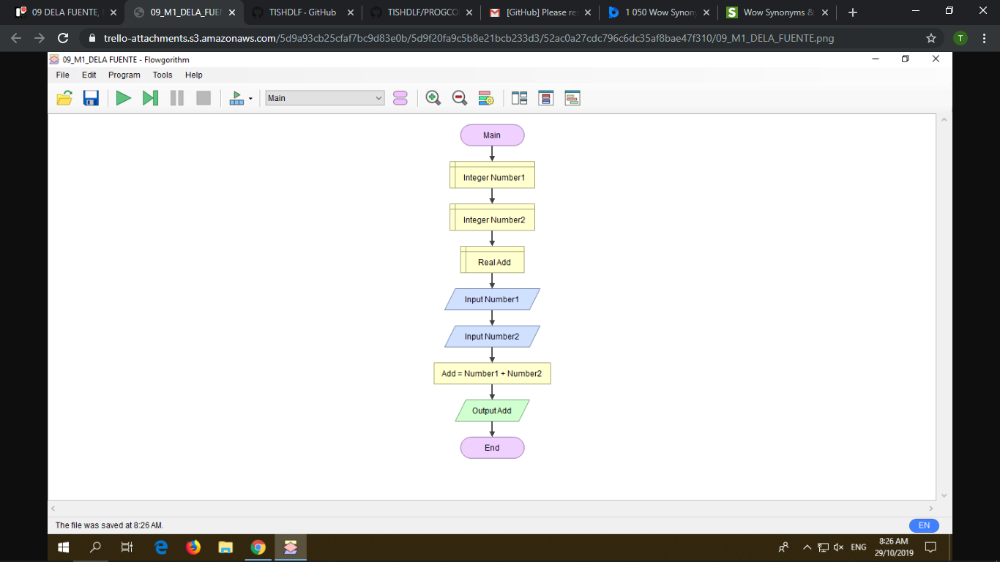 09 DELA FUENTE,
09_M1_DELA_FUEN
TISHDLF · GitHub
TISHDLF/PROGCO
[GitHub] Please re
1 050 Wow Synony
Wow Synonyms &
trello-attachments.s3.amazonaws.com/5d9a93cb25cfaf7bc9d83e0b/5d9f20fa9c5b8e21bcb233d3/52ac0a27cdc796c6dc35af8bae47f310/09_M1_DELA_FUENTE.png
T
09_M1_DELA FUENTE - Flowgorithm
File Edit Program Tools Help
Main
Main
Integer Number1
Integer Number2
Real Add
Input Number1
Input Number2
Add = Number1 + Number2
Output Add
End
The file was saved at 8:26 AM.
EN
ENG
8:26 AM
29/10/2019